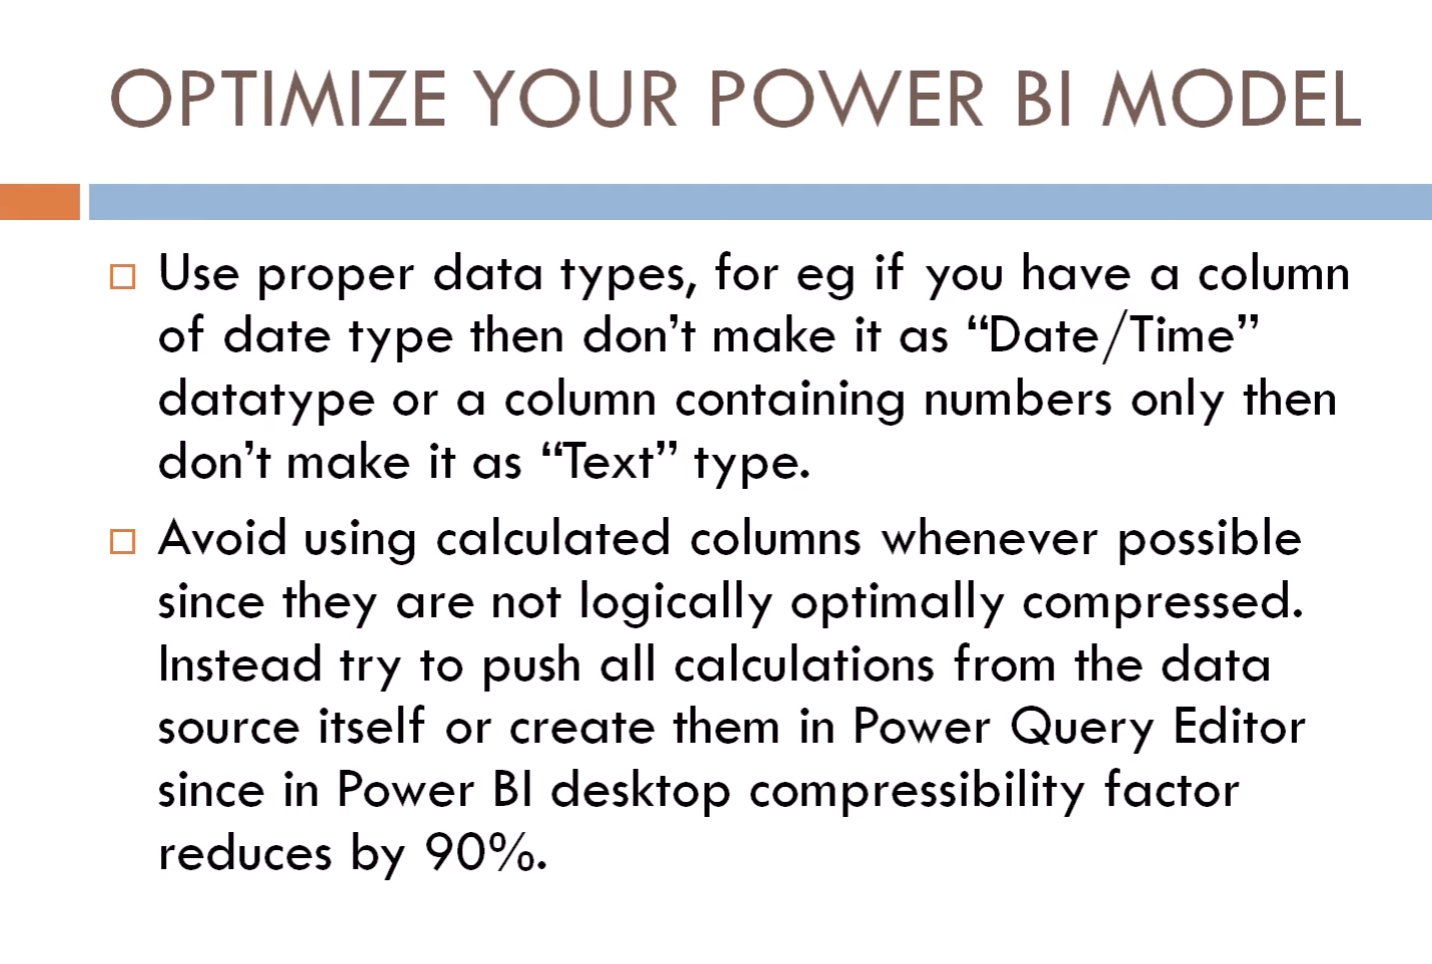 OPTIMIZE YOUR POWER BI MODEL
Use proper data types, for eg if you have a column
of date type then don’t make it as “Date/Time”
datatype or a column containing numbers only then
don’t make it as “Text” type.
Avoid using calculated columns whenever possible
since they are not logically optimally compressed.
Instead try to push all calculations from the data
source itself or create them in Power Query Editor
since in Power BI desktop compressibility factor
reduces by 90%.